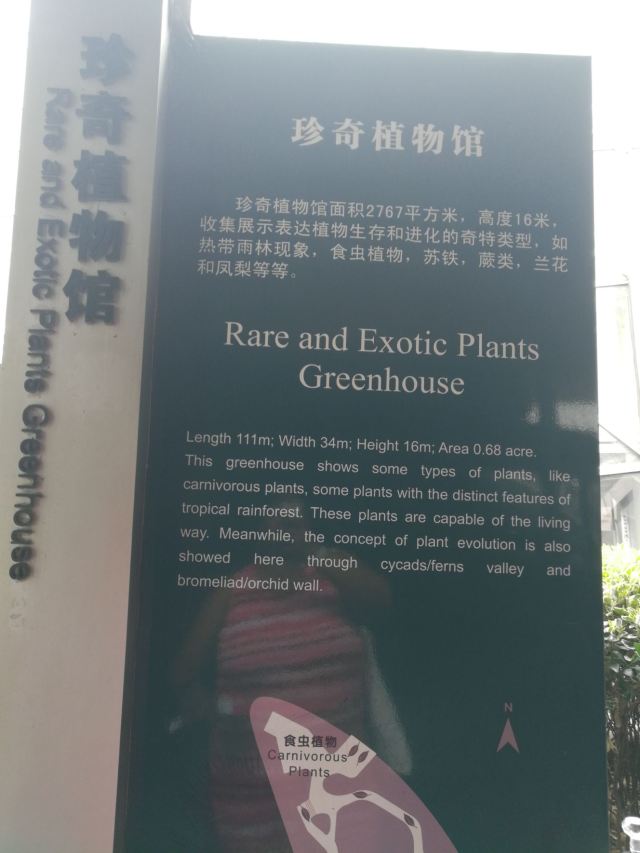 珍奇植物馆
Rare and Exotic Plants Greenhouse
珍奇植物馆
珍奇植物馆面积2767平方米，高度16米，
收集展示表达植物生存和进化的奇特类型，如
热带雨林现象，食虫植物，苏铁，蕨类，兰花
和凤梨等等。
Rare and Exotic Plants
Greenhouse
Length 111m; Width 34m; Height 16m; Area 0.68 acre.
This greenhouse shows some types of plants, like
carnivorous plants, some plants with the distinct features of
tropical rainforest. These plants are capable of the living
way. Meanwhile, the concept of plant evolution is also
showed here through cycads/ferns valley and
bromeliad/orchid wall.
N
食虫植物
Carnivorous
Plants